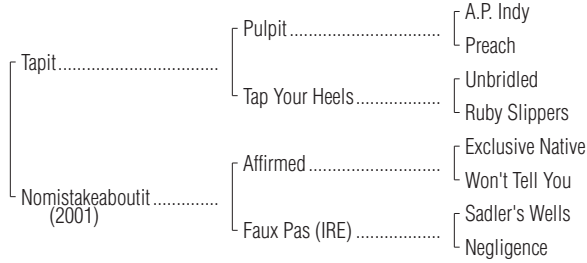 A.P. Indy
Pulpit
Preach
Tapit
Unbridled
Tap Your Heels
Ruby Slippers
Exclusive Native
Affirmed
Won't Tell You
Nomistakeaboutit
(2001)
Sadler's Wells
Faux Pas (IRE)
Negligence